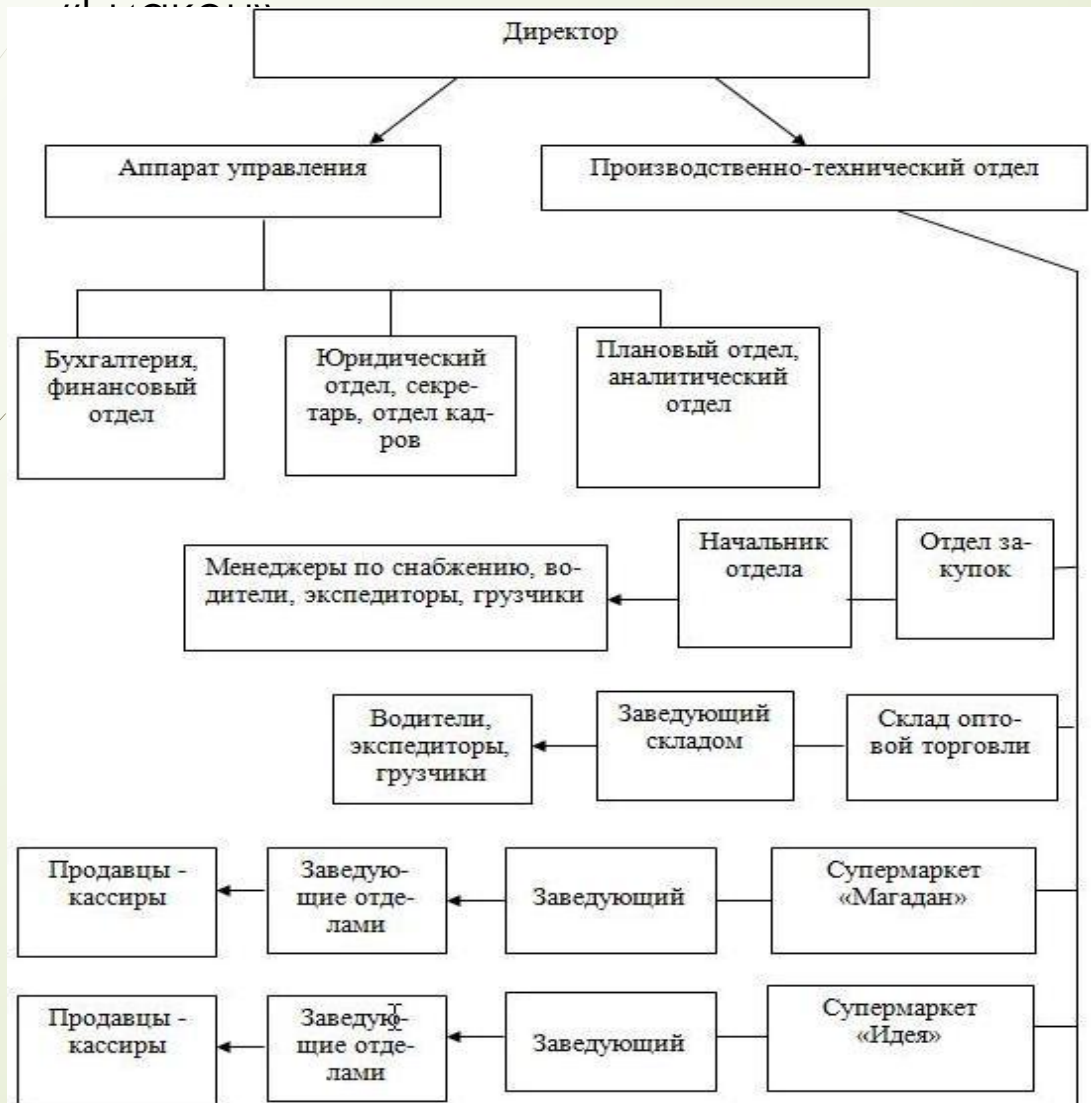 Директор
Аппарат управления
Производственно-технический отдел
Бухгалтерия,
финансовый
отдел
Юридический
отдел, секре-
тарь, отдел кад-
ров
Плановый отдел,
аналитический
отдел
Менеджеры по снабжению, во-
дители, экспедиторы, грузчики
Начальник
отдела
Отдел за-
купок
Водители,
экспедиторы,
грузчики
Заведующий
складом
Склад опто-
вой торговли
Продавцы -
кассиры
Заведую-
щие отде-
лами
Заведующий
Супермаркет
«Магадан»
Продавцы -
кассиры
Заведую-
щие отде-
лами
Заведующий
Супермаркет
«Идея»